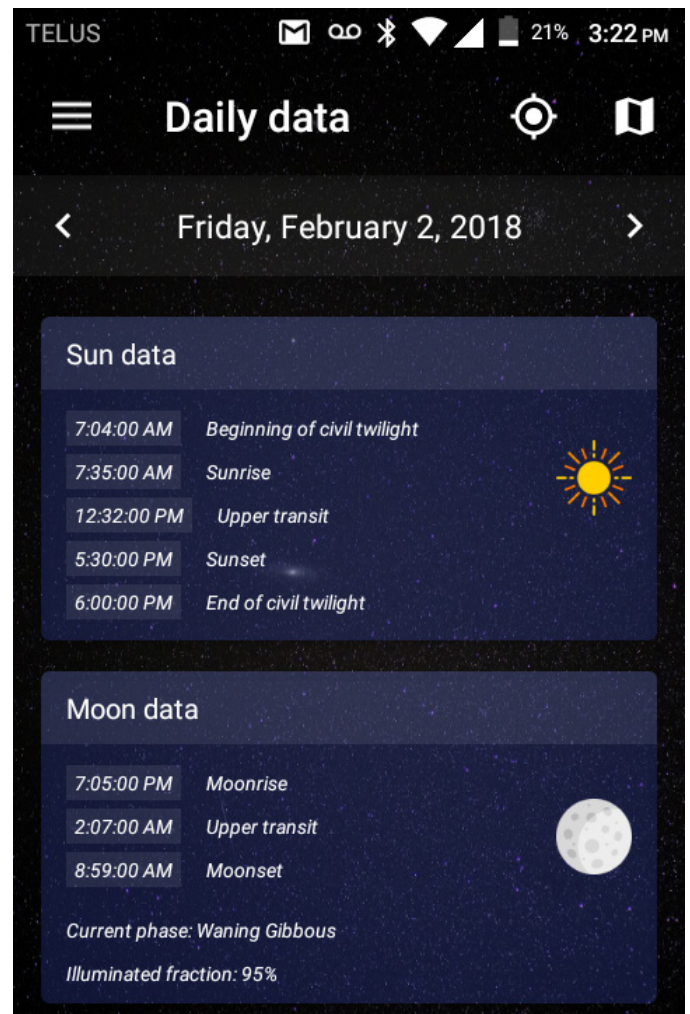 TELUS 21% 3:22 PM
Daily data
Friday, February 2, 2018
Sun data
7:04:00 AM Beginning of civil twilight
7:35:00 AM Sunrise
12:32:00 PM Upper transit
5:30:00 PM Sunset
6:00:00 PM End of civil twilight
Moon data
7:05:00 PM Moonrise
2:07:00 AM Upper transit
8:59:00 AM Moonset
Current phase: Waning Gibbous
Illuminated fraction: 95%